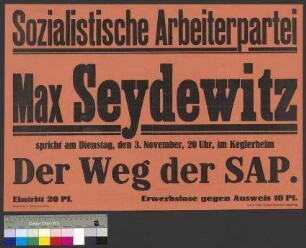 Sozialistische Arbeiterpartei
Max Seydewitz
spricht am Dienstag, den 3. November, 20 Uhr, im Keglerheim
Der Weg der SAP.
Eintritt 20 Pf. Erwerbslose gegen Ausweis 10 Pf.